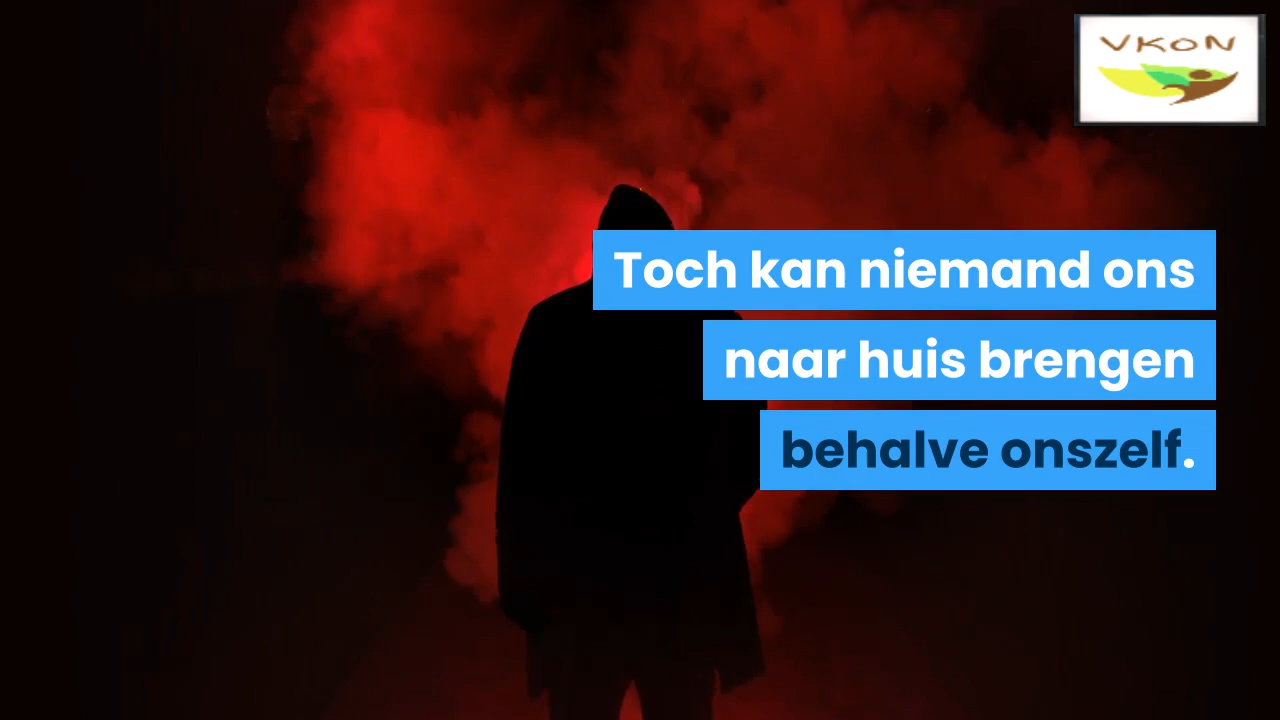 VKON
Toch kan niemand ons
naar huis brengen
behalve onszelf.